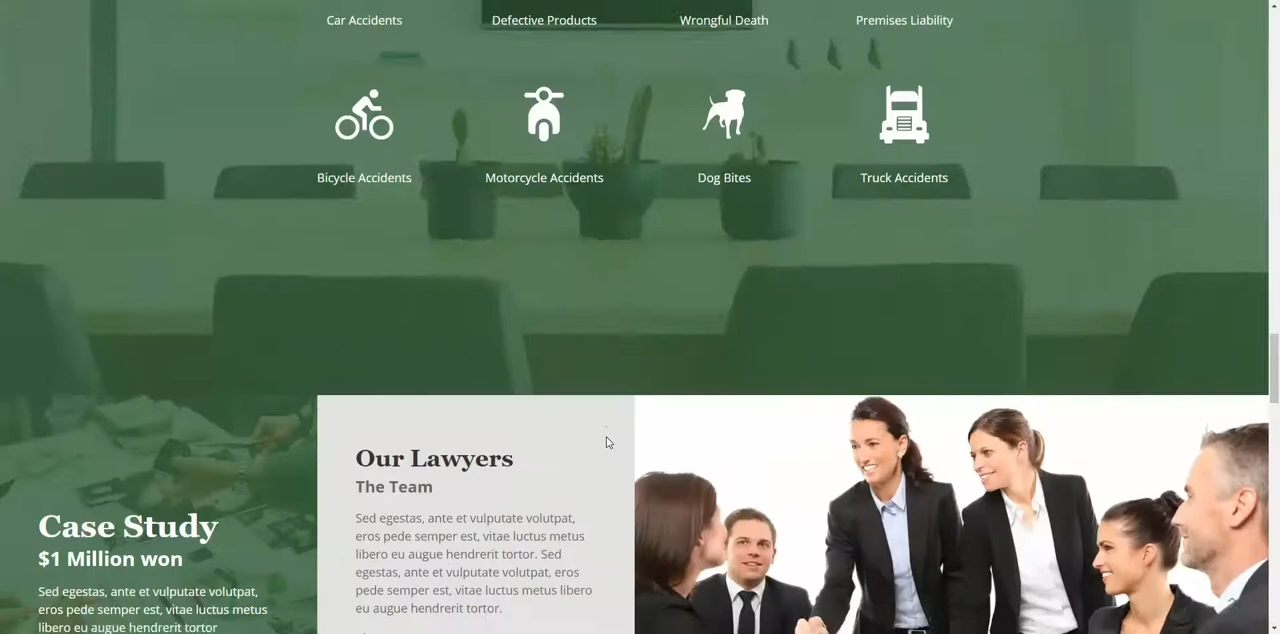 Car Accidents
Defective Products
Wrongful Death
Premises Liability
Bicycle Accidents
Motorcycle Accidents
Dog Bites
Truck Accidents
Case Study
$1 Million won
Sed egestas, ante et vulputate volutpat,
eros pede semper est, vitae luctus metus
libero eu augue hendrerit tortor
Our Lawyers
The Team
Sed egestas, ante et vulputate volutpat,
eros pede semper est, vitae luctus metus
libero eu augue hendrerit tortor. Sed
egestas, ante et vulputate volutpat, eros
pede semper est, vitae luctus metus libero
eu augue hendrerit tortor.